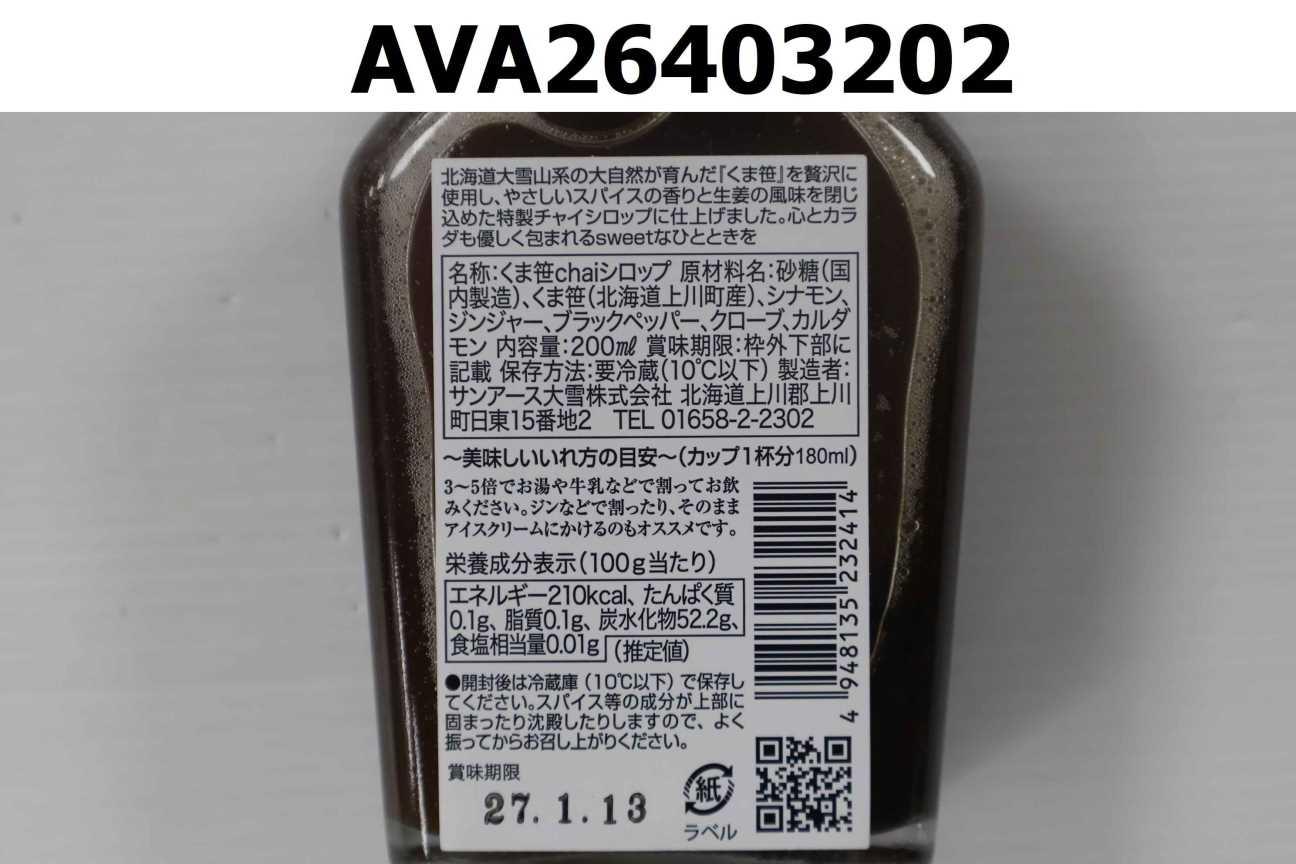 AVA26403202
北海道大雪山系の大自然が育んだ『くま笹』を贅沢に
使用し、やさしいスパイスの香りと生姜の風味を閉じ
込めた特製チャイシロップに仕上げました。心とカラ
ダも優しく包まれるsweetなひとときを
名称：くま笹chaiシロップ 原材料名：砂糖（国
内製造）、くま笹（北海道上川町産）、シナモン、
ジンジャー、ブラックペッパー、クローブ、カルダ
モン 内容量：200㎖ 賞味期限：枠外下部に
記載 保存方法：要冷蔵（10℃以下） 製造者：
サンアース大雪株式会社 北海道上川郡上川
町日東15番地2 TEL 01658-2-2302
～美味しいいれ方の目安～（カップ1杯分180ml）
3～5倍でお湯や牛乳などで割ってお飲
みください。ジンなどで割ったり、そのまま
アイスクリームにかけるのもオススメです。
栄養成分表示（100g当たり）
エネルギー210kcal、たんぱく質
0.1g、脂質0.1g、炭水化物52.2g、
食塩相当量0.01g （推定値）
●開封後は冷蔵庫（10℃以下）で保存し
てください。スパイス等の成分が上部に
固まったり沈殿したりしますので、よく
振ってからお召し上がりください。
賞味期限
27.1.13
紙
ラベル
4 948135 232414